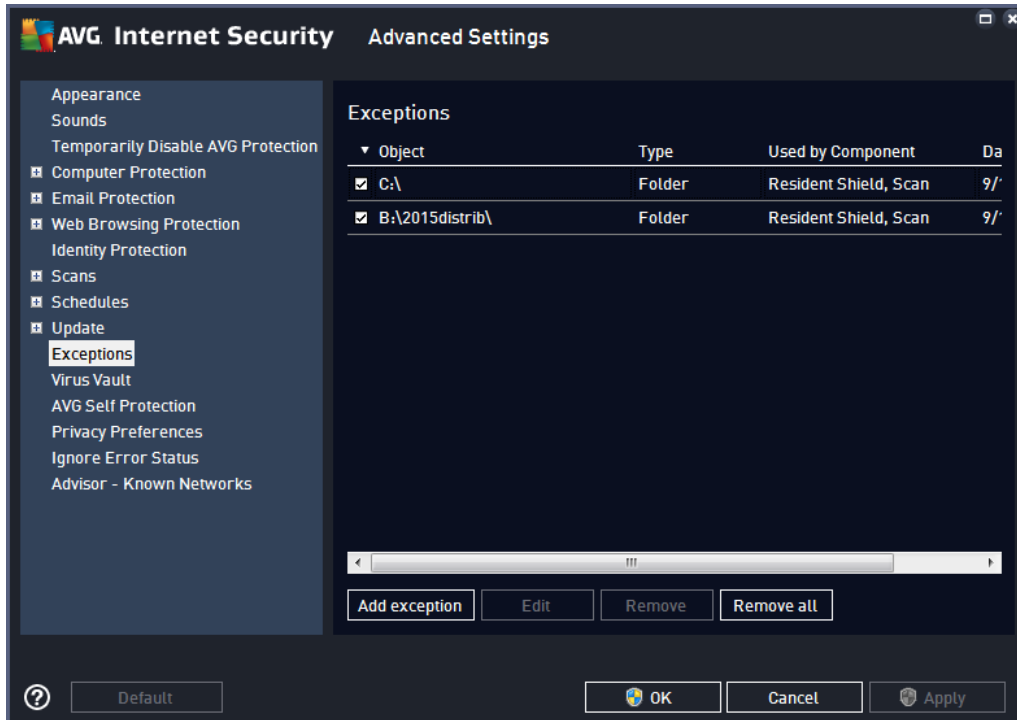 AVG. Internet Security Advanced Settings
Appearance
Sounds
Temporarily Disable AVG Protection
Computer Protection
Email Protection
Web Browsing Protection
Identity Protection
Scans
Schedules
Update
Exceptions
Virus Vault
AVG Self Protection
Privacy Preferences
Ignore Error Status
Advisor - Known Networks
Exceptions
Object Type Used by Component Da
C:\ Folder Resident Shield, Scan 9/
B:\2015distrib\ Folder Resident Shield, Scan 9/
Add exception Edit Remove Remove all
? Default OK Cancel Apply